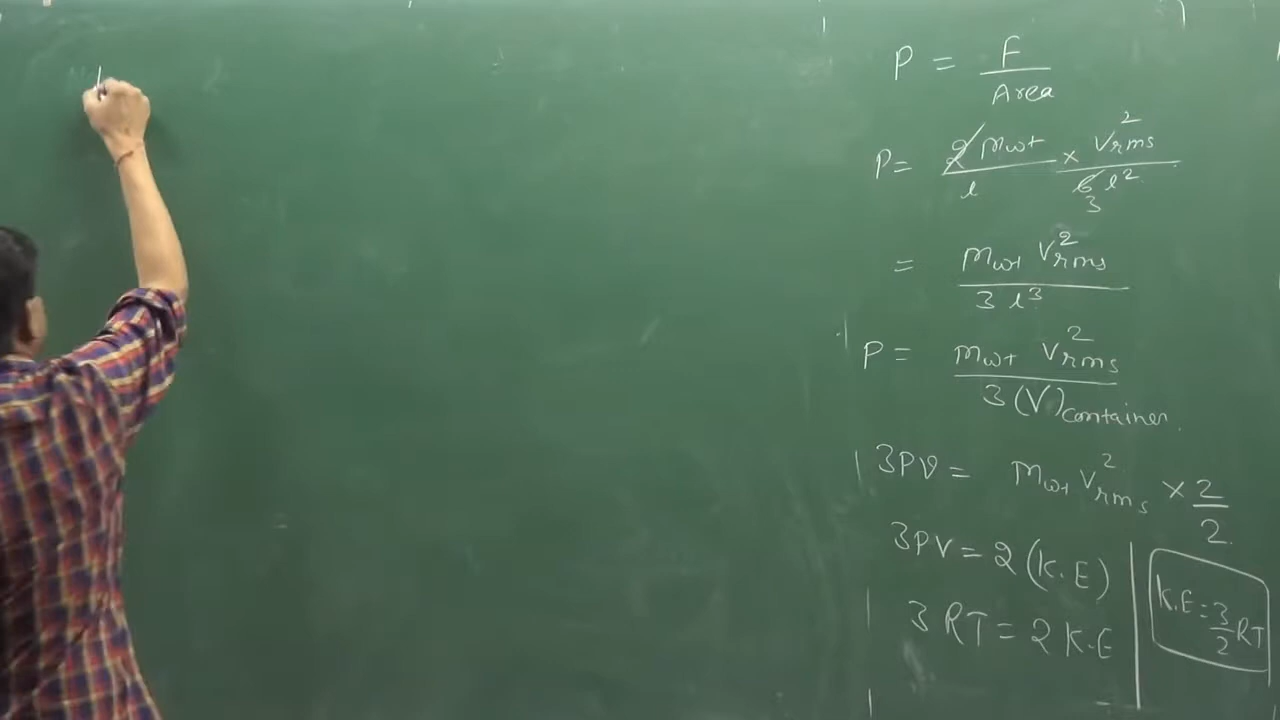 P = F / Area
P = 2 mwt / l × V²rms / 6 l² 3
= mwt V²rms / 3 l³
P = mwt V²rms / 3 (V)container
3PV = mwt V²rms × 2/2
3PV = 2 (K.E)
3 RT = 2 K.E
K.E = 3/2 RT